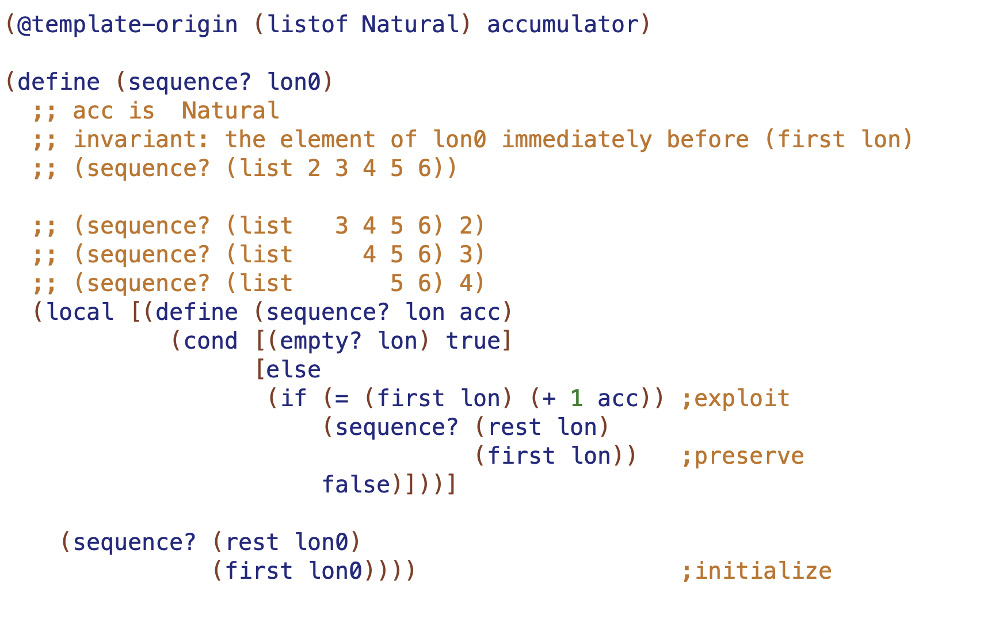 (@template-origin (listof Natural) accumulator)

(define (sequence? lon0)
  ;; acc is  Natural
  ;; invariant: the element of lon0 immediately before (first lon)
  ;; (sequence? (list 2 3 4 5 6))

  ;; (sequence? (list   3 4 5 6) 2)
  ;; (sequence? (list     4 5 6) 3)
  ;; (sequence? (list       5 6) 4)
  (local [(define (sequence? lon acc)
            (cond [(empty? lon) true]
                  [else
                   (if (= (first lon) (+ 1 acc)) ;exploit
                       (sequence? (rest lon)
                                  (first lon))   ;preserve
                       false)]))]

    (sequence? (rest lon0)
               (first lon0))))                   ;initialize